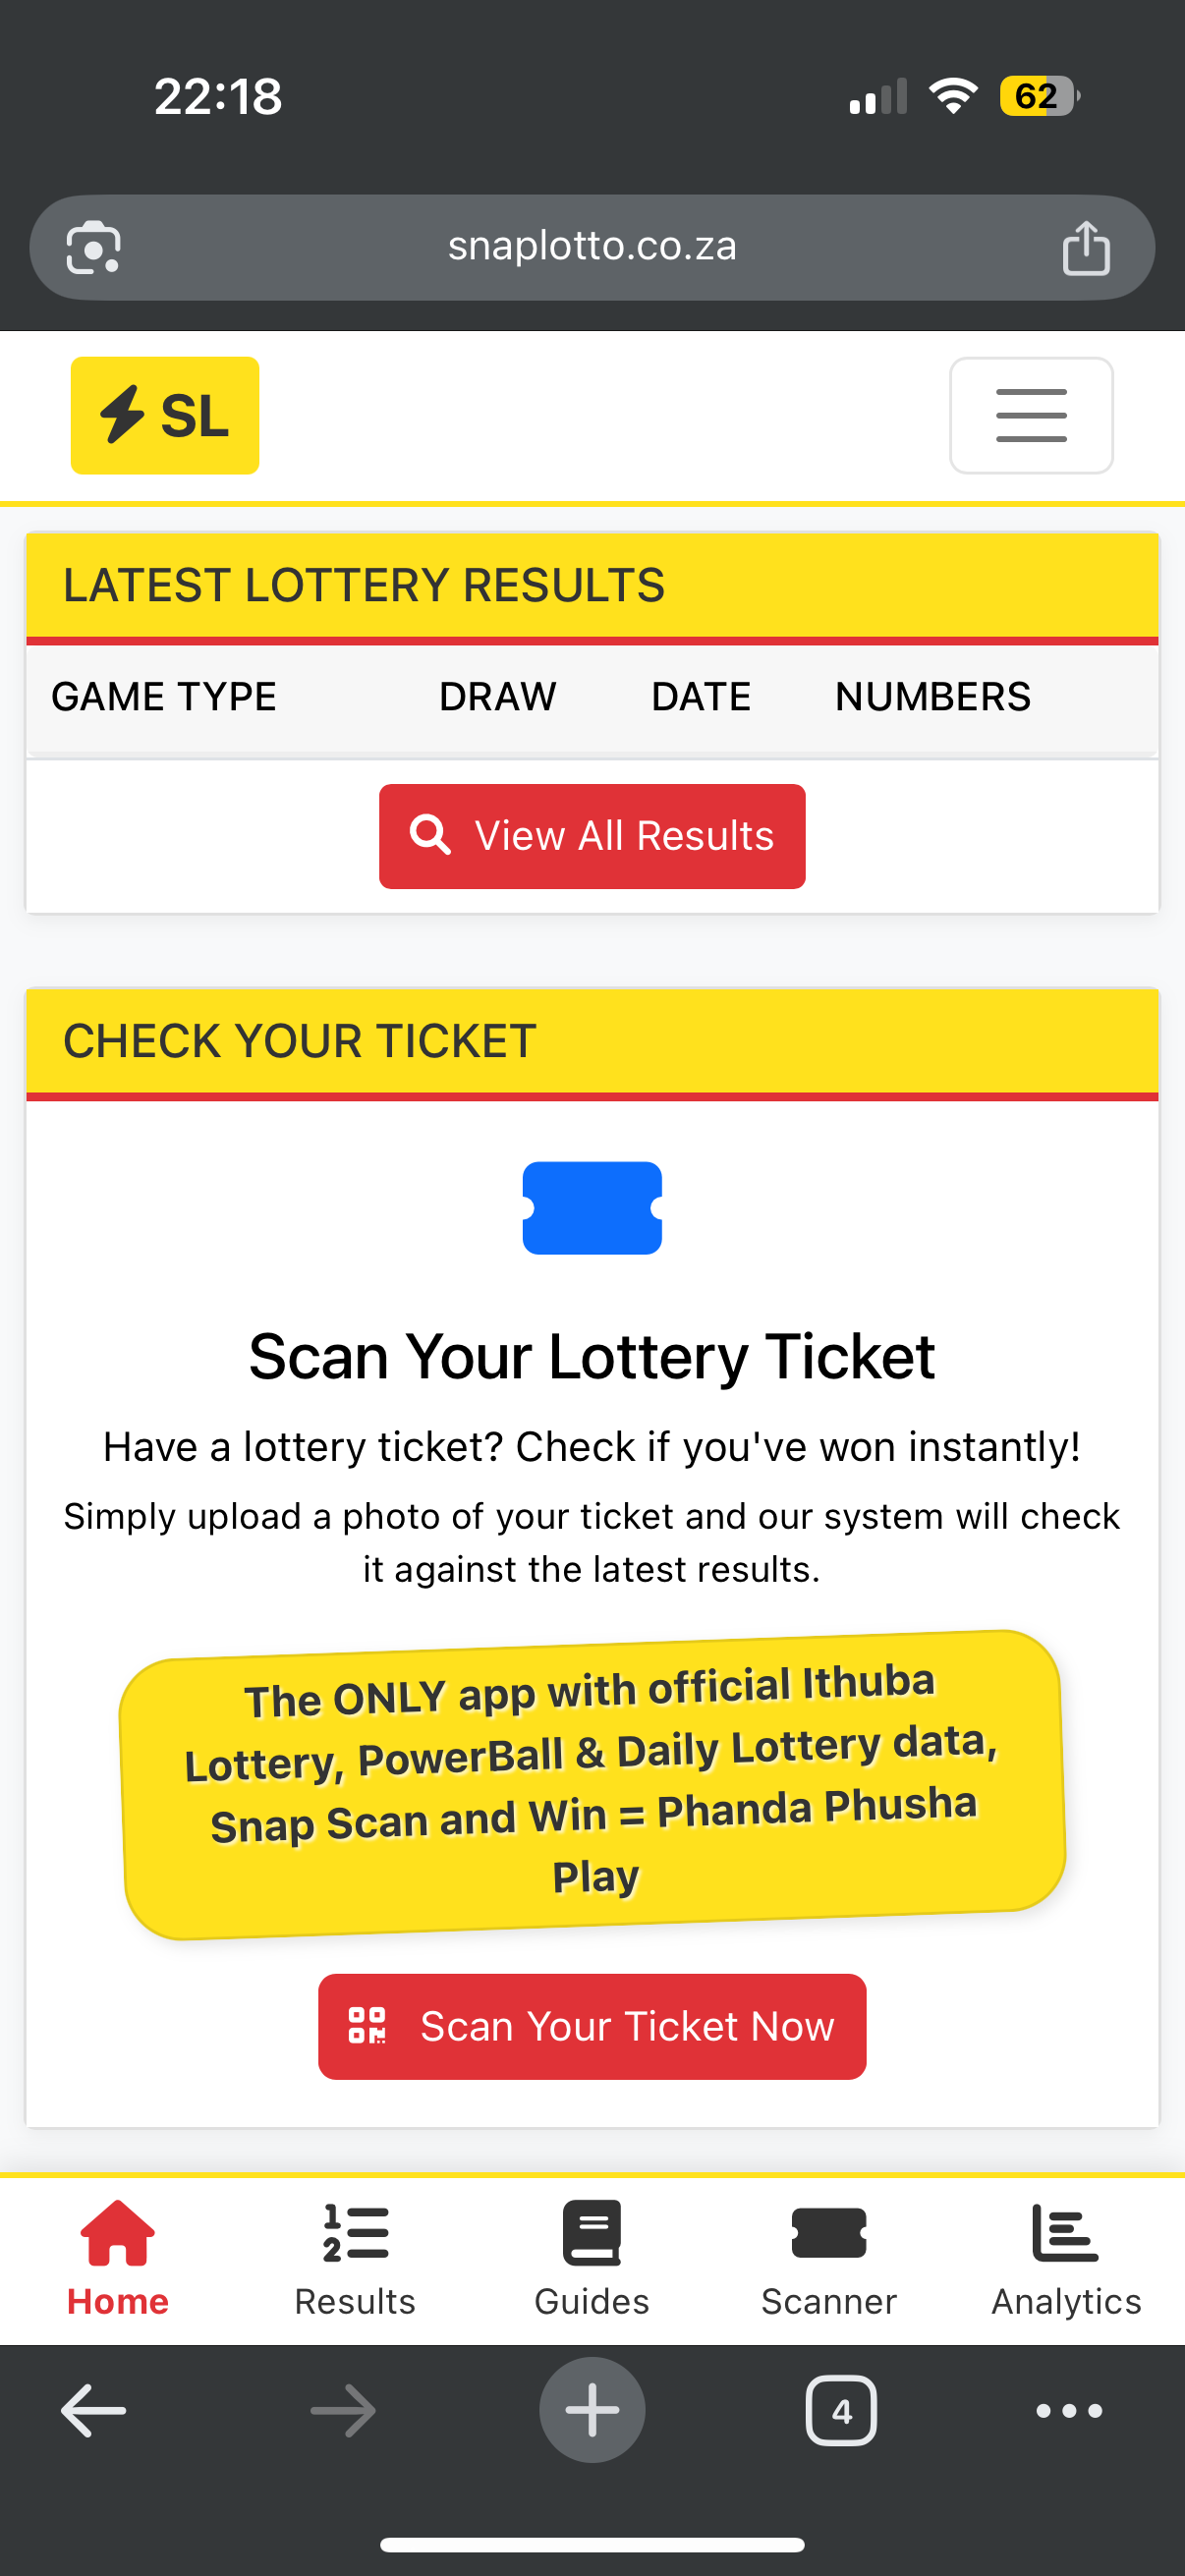 22:18
62
snaplotto.co.za
SL
LATEST LOTTERY RESULTS
GAME TYPE DRAW DATE NUMBERS
View All Results
CHECK YOUR TICKET
Scan Your Lottery Ticket
Have a lottery ticket? Check if you've won instantly!
Simply upload a photo of your ticket and our system will check
it against the latest results.
The ONLY app with official Ithuba
Lottery, PowerBall & Daily Lottery data,
Snap Scan and Win = Phanda Phusha
Play
Scan Your Ticket Now
Home Results Guides Scanner Analytics
4